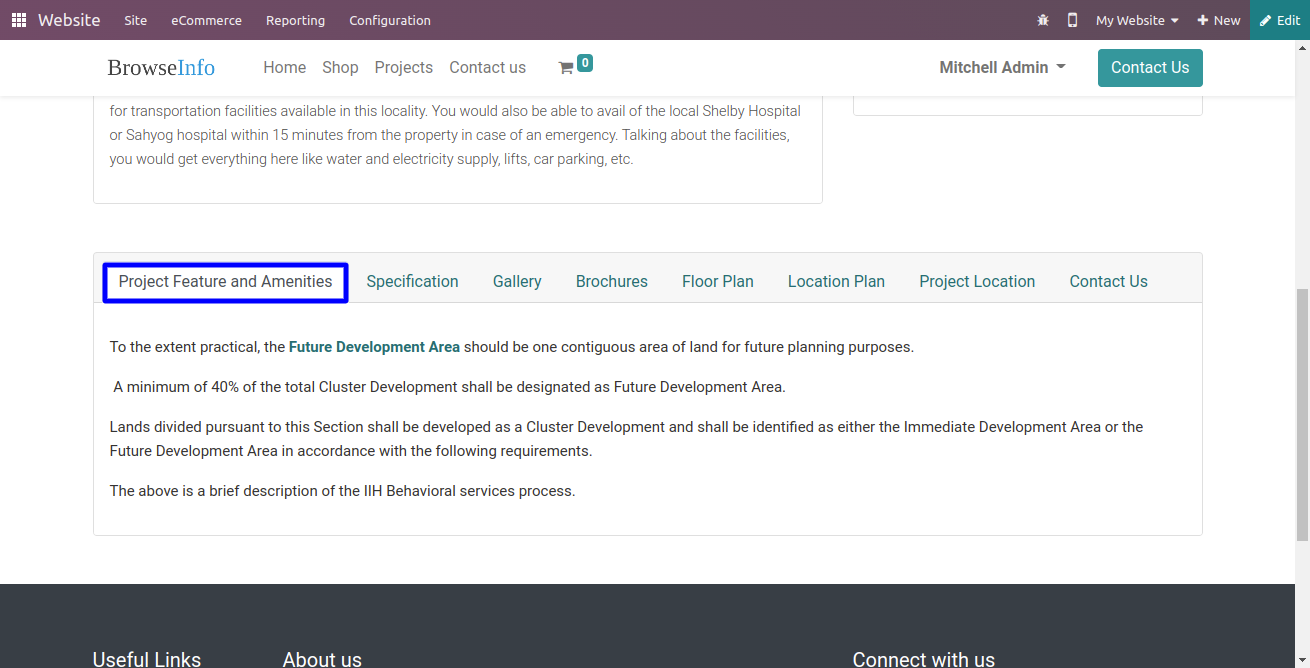 Website Site eCommerce Reporting Configuration My Website New Edit
BrowseInfo Home Shop Projects Contact us 0 Mitchell Admin Contact Us
for transportation facilities available in this locality. You would also be able to avail of the local Shelby Hospital
or Sahyog hospital within 15 minutes from the property in case of an emergency. Talking about the facilities,
you would get everything here like water and electricity supply, lifts, car parking, etc.
Project Feature and Amenities Specification Gallery Brochures Floor Plan Location Plan Project Location Contact Us
To the extent practical, the Future Development Area should be one contiguous area of land for future planning purposes.
A minimum of 40% of the total Cluster Development shall be designated as Future Development Area.
Lands divided pursuant to this Section shall be developed as a Cluster Development and shall be identified as either the Immediate Development Area or the
Future Development Area in accordance with the following requirements.
The above is a brief description of the IIH Behavioral services process.
Useful Links About us Connect with us